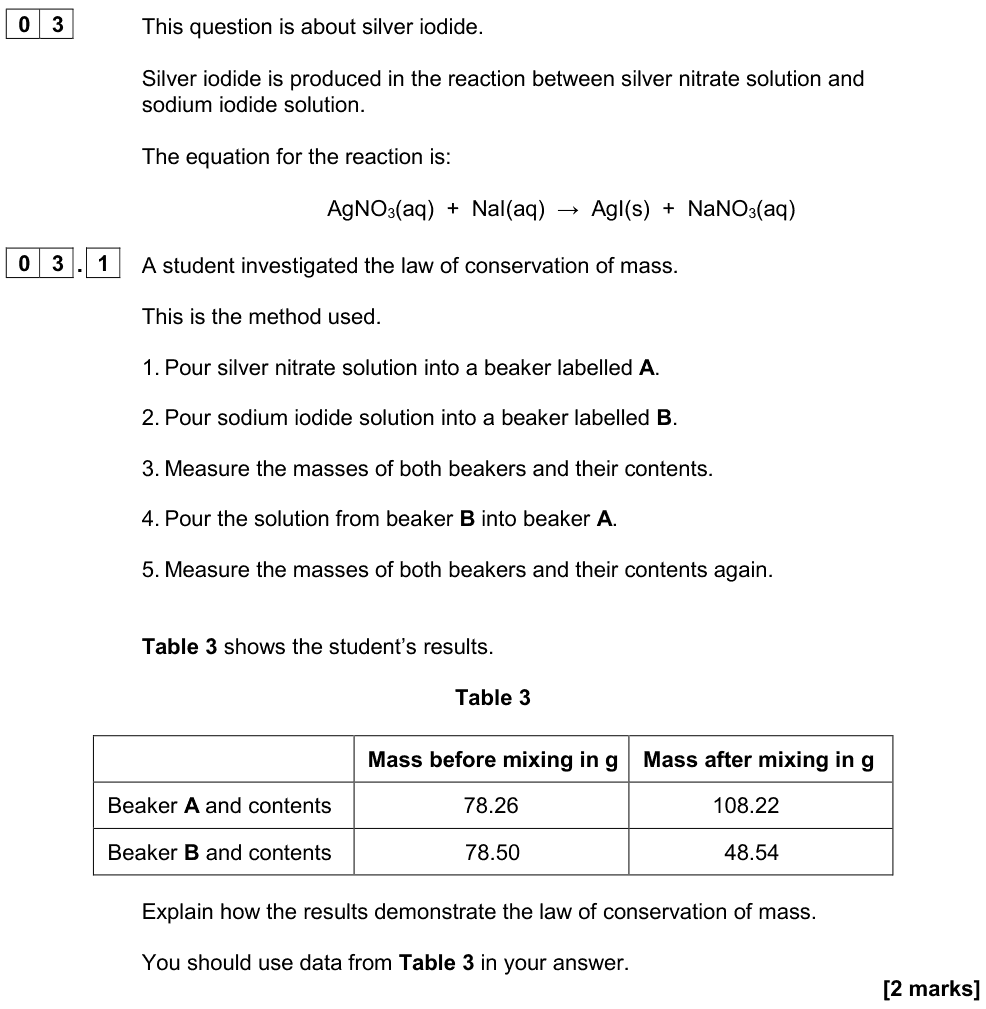 0 3 This question is about silver iodide.
Silver iodide is produced in the reaction between silver nitrate solution and
sodium iodide solution.
The equation for the reaction is:
AgNO₃(aq) + NaI(aq) → AgI(s) + NaNO₃(aq)
0 3 . 1 A student investigated the law of conservation of mass.
This is the method used.
1. Pour silver nitrate solution into a beaker labelled A.
2. Pour sodium iodide solution into a beaker labelled B.
3. Measure the masses of both beakers and their contents.
4. Pour the solution from beaker B into beaker A.
5. Measure the masses of both beakers and their contents again.
Table 3 shows the student’s results.
Table 3
Mass before mixing in g Mass after mixing in g
Beaker A and contents 78.26 108.22
Beaker B and contents 78.50 48.54
Explain how the results demonstrate the law of conservation of mass.
You should use data from Table 3 in your answer.
[2 marks]